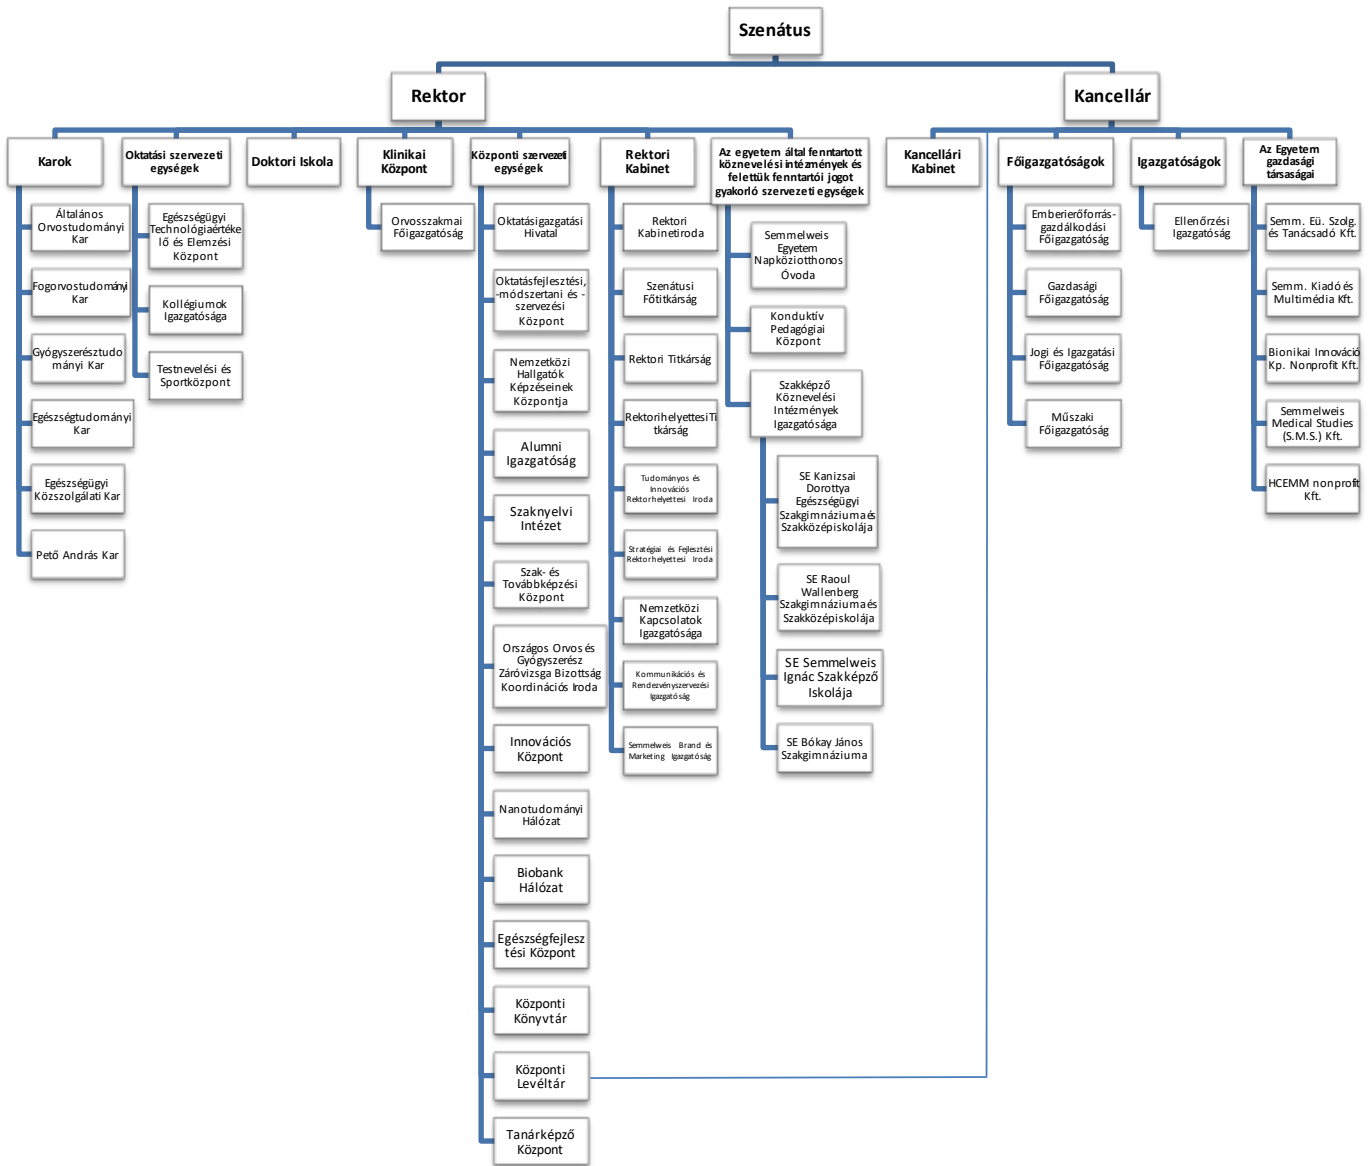 Szenátus
Rektor
Kancellár
Karok
Oktatási szervezeti
egységek
Doktori Iskola
Klinikai
Központ
Központi szervezeti
egységek
Rektori
Kabinet
Az egyetem által fenntartott
köznevelési intézmények és
felettük fenntartói jogot
gyakorló szervezeti egységek
Kancellári
Kabinet
Főigazgatóságok
Igazgatóságok
Az Egyetem
gazdasági
társaságai
Általános
Orvostudományi
Kar
Fogorvostudományi
Kar
Gyógyszerésztudo
mányi Kar
Egészségtudományi
Kar
Egészségügyi
Közszolgálati Kar
Pető András Kar
Egészségügyi
Technológiaértéke
lő és Elemzési
Központ
Kollégiumok
Igazgatósága
Testnevelési és
Sportközpont
Orvosszakmai
Főigazgatóság
Oktatásigazgatási
Hivatal
Oktatásfejlesztési,
-módszertani és -
szervezési
Központ
Nemzetközi
Hallgatók
Képzéseinek
Központja
Alumni
Igazgatóság
Szaknyelvi
Intézet
Szak- és
Továbbképzési
Központ
Országos Orvos és
Gyógyszerész
Záróvizsga Bizottság
Koordinációs Iroda
Innovációs
Központ
Nanotudományi
Hálózat
Biobank
Hálózat
Egészségfejlesz
tési Központ
Központi
Könyvtár
Központi
Levéltár
Tanárképző
Központ
Rektori
Kabinetiroda
Szenátusi
Főtitkárság
Rektori Titkárság
Rektorihelyettesi Ti
tkárság
Tudományos és
Innovációs
Rektorhelyettesi Iroda
Stratégiai és Fejlesztési
Rektorhelyettesi Iroda
Nemzetközi
Kapcsolatok
Igazgatósága
Kommunikációs és
Rendezvényszervezési
Igazgatóság
Semmelweis Brand és
Marketing Igazgatóság
Semmelweis
Egyetem
Napköziotthonos
Óvoda
Konduktív
Pedagógiai
Központ
Szakképző
Köznevelési
Intézmények
Igazgatósága
SE Kanizsai
Dorottya
Egészségügyi
Szakgimnáziuma és
Szakközépiskolája
SE Raoul
Wallenberg
Szakgimnáziuma és
Szakközépiskolája
SE Semmelweis
Ignác Szakképző
Iskolája
SE Bókay János
Szakgimnáziuma
Emberierőforrás-
gazdálkodási
Főigazgatóság
Gazdasági
Főigazgatóság
Jogi és Igazgatási
Főigazgatóság
Műszaki
Főigazgatóság
Ellenőrzési
Igazgatóság
Semm. Eü. Szolg.
és Tanácsadó Kft.
Semm. Kiadó és
Multimédia Kft.
Bionikai Innováció
Kp. Nonprofit Kft.
Semmelweis
Medical Studies
(S.M.S.) Kft.
HCEMM nonprofit
Kft.